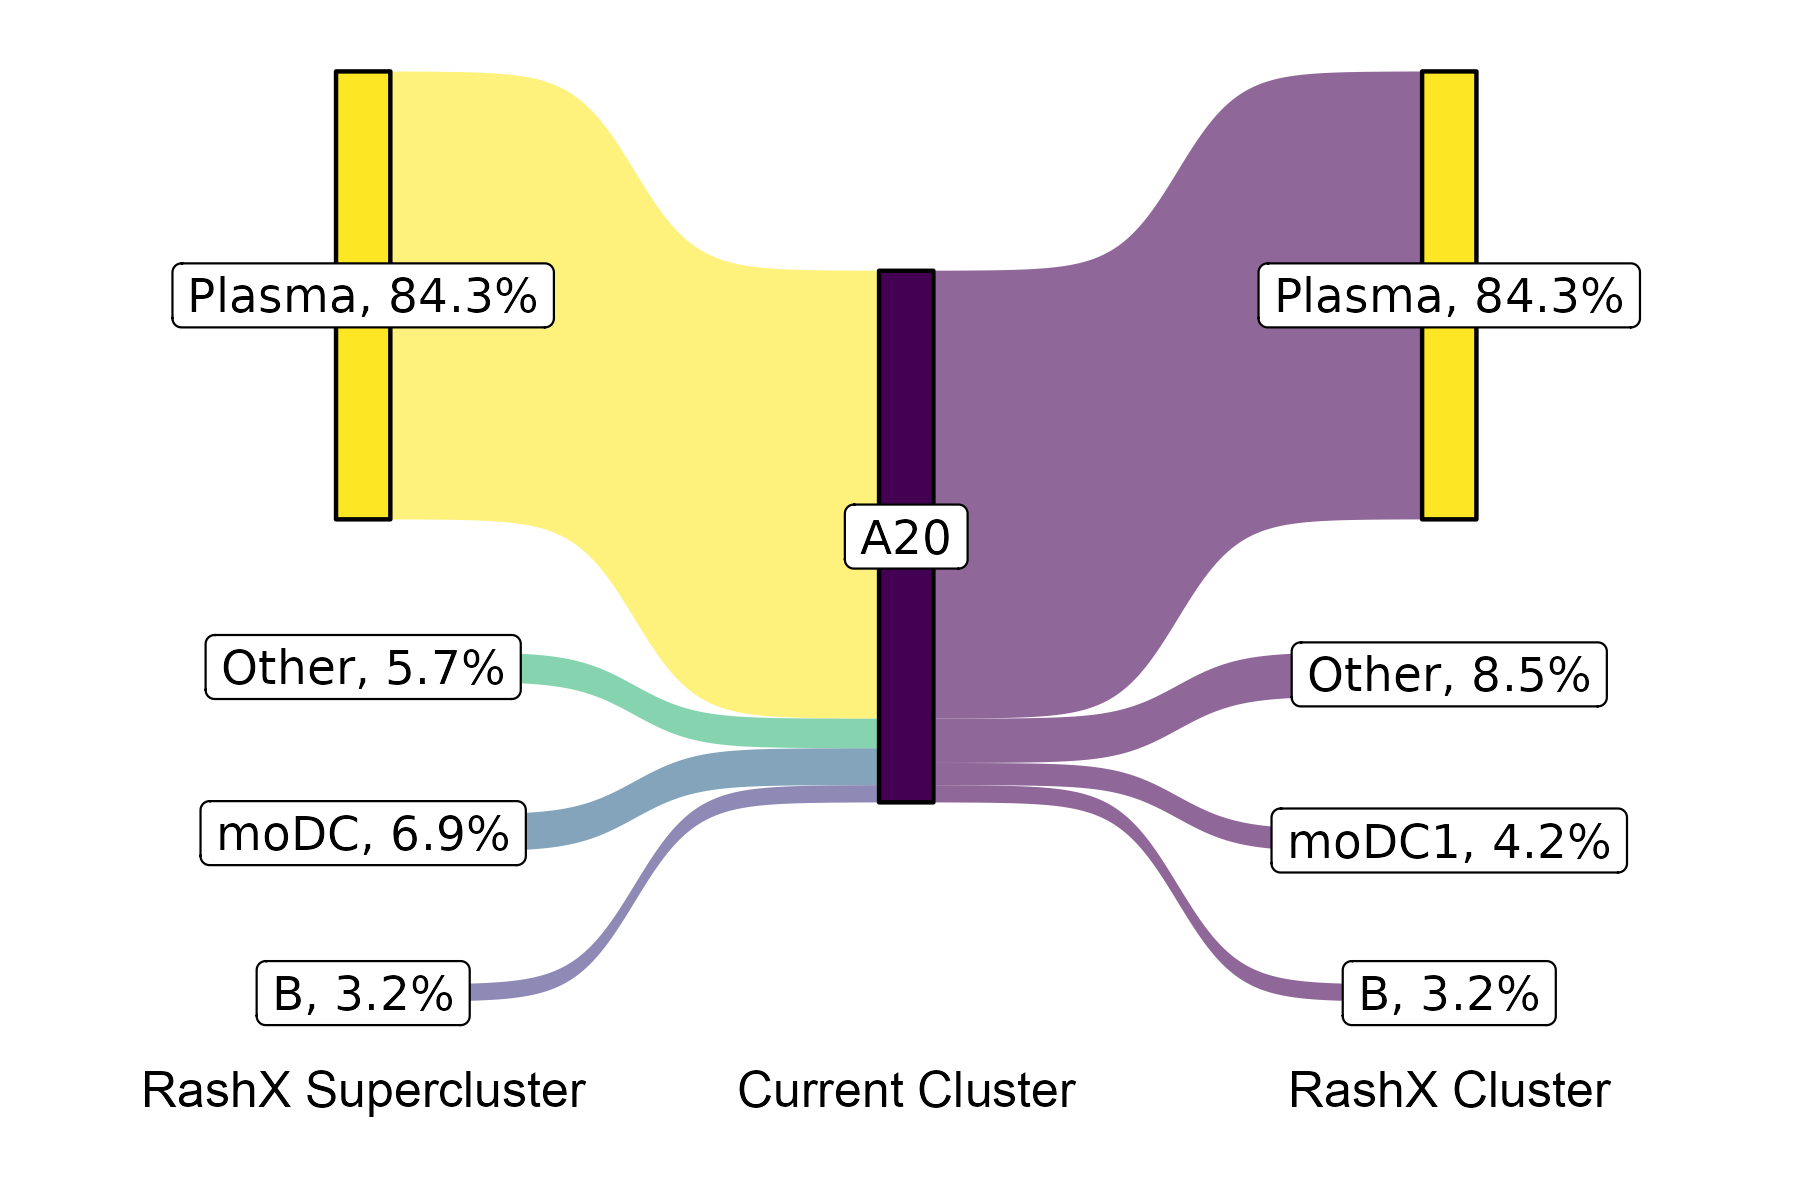 Plasma, 84.3%
Plasma, 84.3%
A20
Other, 5.7%
Other, 8.5%
moDC, 6.9%
moDC1, 4.2%
B, 3.2%
B, 3.2%
RashX Supercluster
Current Cluster
RashX Cluster